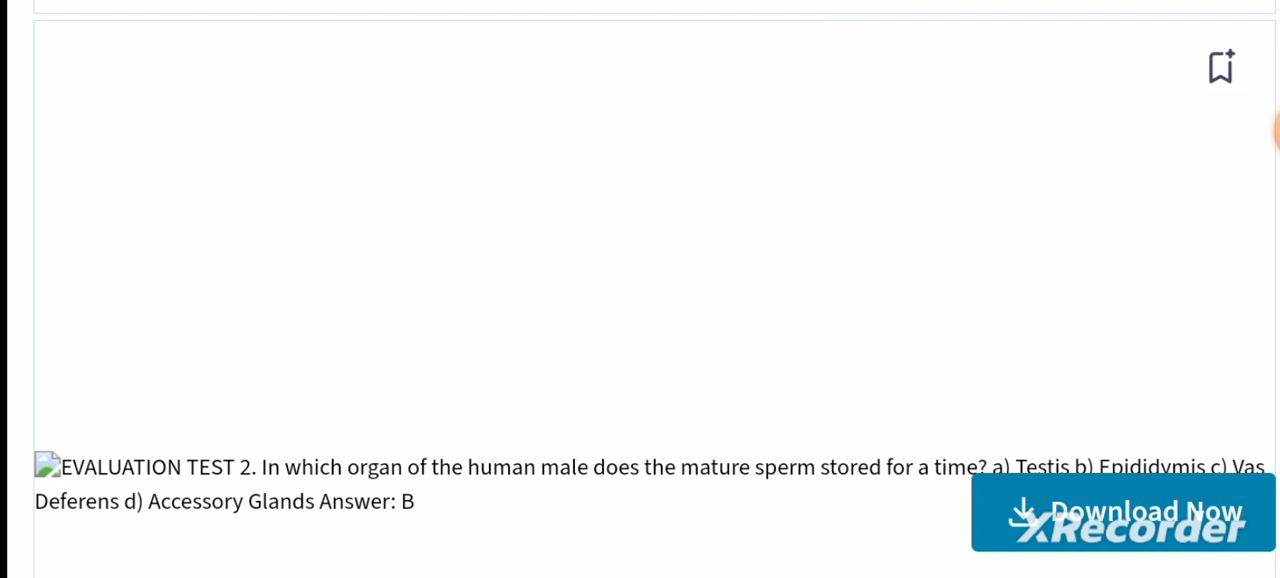 EVALUATION TEST 2. In which organ of the human male does the mature sperm stored for a time? a) Testis b) Epididymis c) Vas
Deferens d) Accessory Glands Answer: B
Download Now
XRecorder